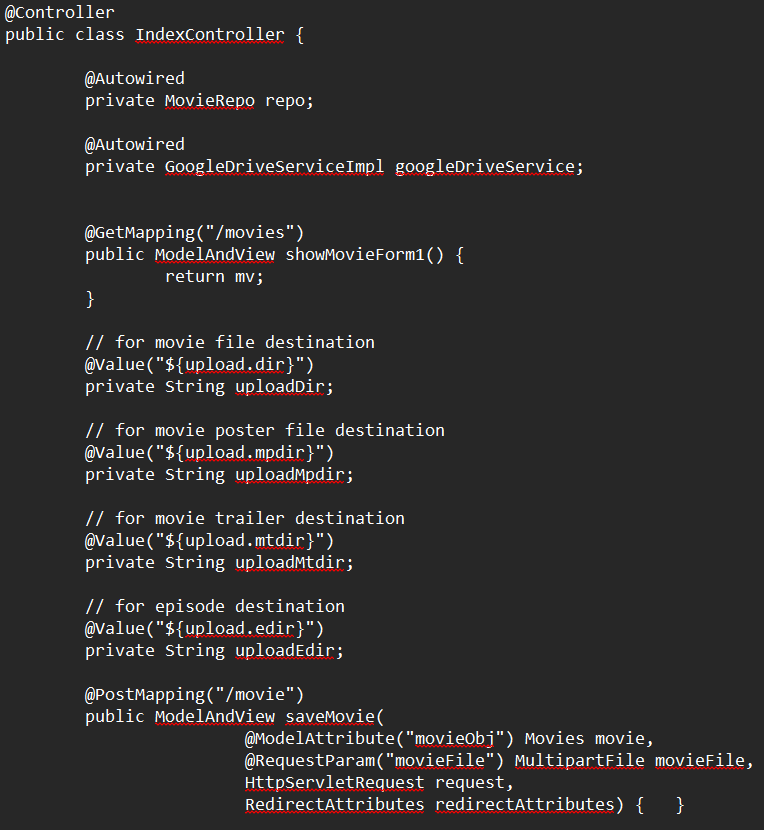 @Controller
public class IndexController {
@Autowired
private MovieRepo repo;
@Autowired
private GoogleDriveServiceImpl googleDriveService;
@GetMapping("/movies")
public ModelAndView showMovieForm1() {
return mv;
}
// for movie file destination
@Value("${upload.dir}")
private String uploadDir;
// for movie poster file destination
@Value("${upload.mpdir}")
private String uploadMpdir;
// for movie trailer destination
@Value("${upload.mtdir}")
private String uploadMtdir;
// for episode destination
@Value("${upload.edir}")
private String uploadEdir;
@PostMapping("/movie")
public ModelAndView saveMovie(
@ModelAttribute("movieObj") Movies movie,
@RequestParam("movieFile") MultipartFile movieFile,
HttpServletRequest request,
RedirectAttributes redirectAttributes) {   }